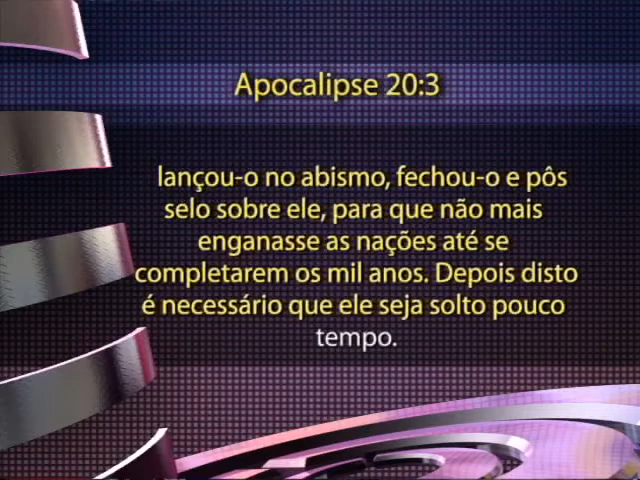 Apocalipse 20:3
lançou-o no abismo, fechou-o e pôs
selo sobre ele, para que não mais
enganasse as nações até se
completarem os mil anos. Depois disto
é necessário que ele seja solto pouco
tempo.